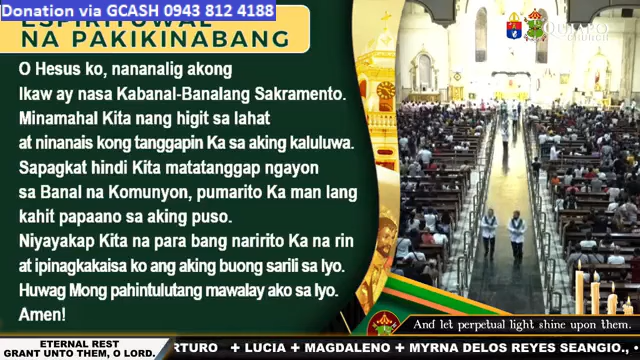 Donation via GCASH 0943 812 4188
NA PAKIKINABANG
O Hesus ko, nananalig akong
Ikaw ay nasa Kabanal-Banalang Sakramento.
Minamahal Kita nang higit sa lahat
at ninanais kong tanggapin Ka sa aking kaluluwa.
Sapagkat hindi Kita matatanggap ngayon
sa Banal na Komunyon, pumarito Ka man lang
kahit papaano sa aking puso.
Niyayakap Kita na para bang naririto Ka na rin
at ipinagkakaisa ko ang aking buong sarili sa Iyo.
Huwag Mong pahintulutang mawalay ako sa Iyo.
Amen!
QUIAPO
CHURCH
And let perpetual light shine upon them.
ETERNAL REST
GRANT UNTO THEM, O LORD.
RTURO + LUCIA + MAGDALENO + MYRNA DELOS REYES SEANGIO.,